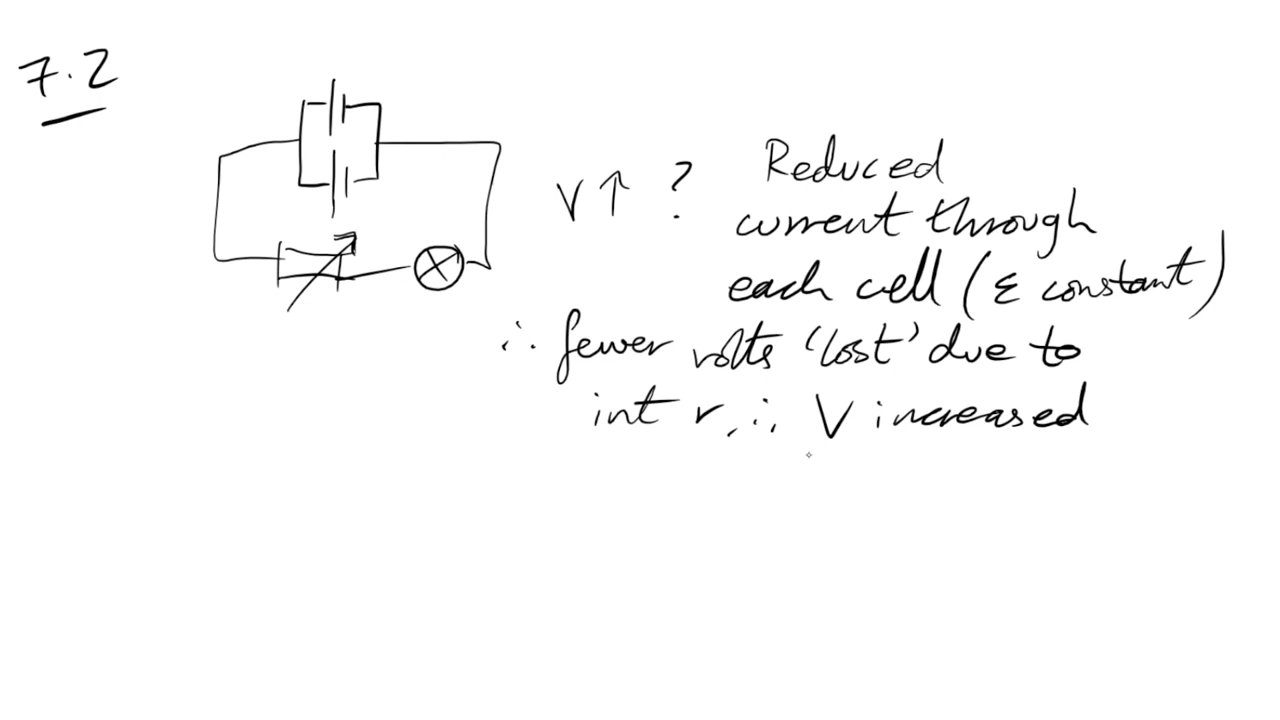 7.2
V↑ ? Reduced
current through
each cell (ε constant)
∴ fewer volts 'lost' due to
int r, ∴ V increased